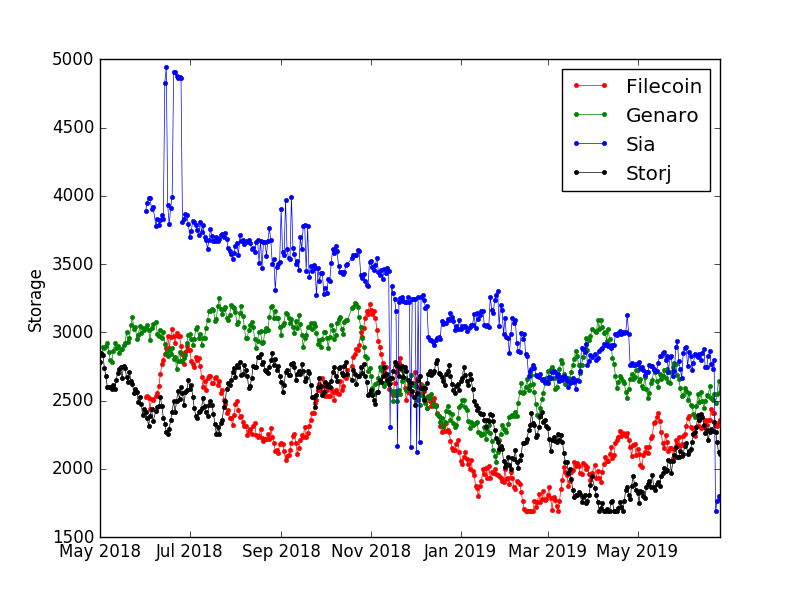 5000
4500
4000
3500
3000
2500
2000
1500
Storage
Filecoin
Genaro
Sia
Storj
May 2018 Jul 2018 Sep 2018 Nov 2018 Jan 2019 Mar 2019 May 2019